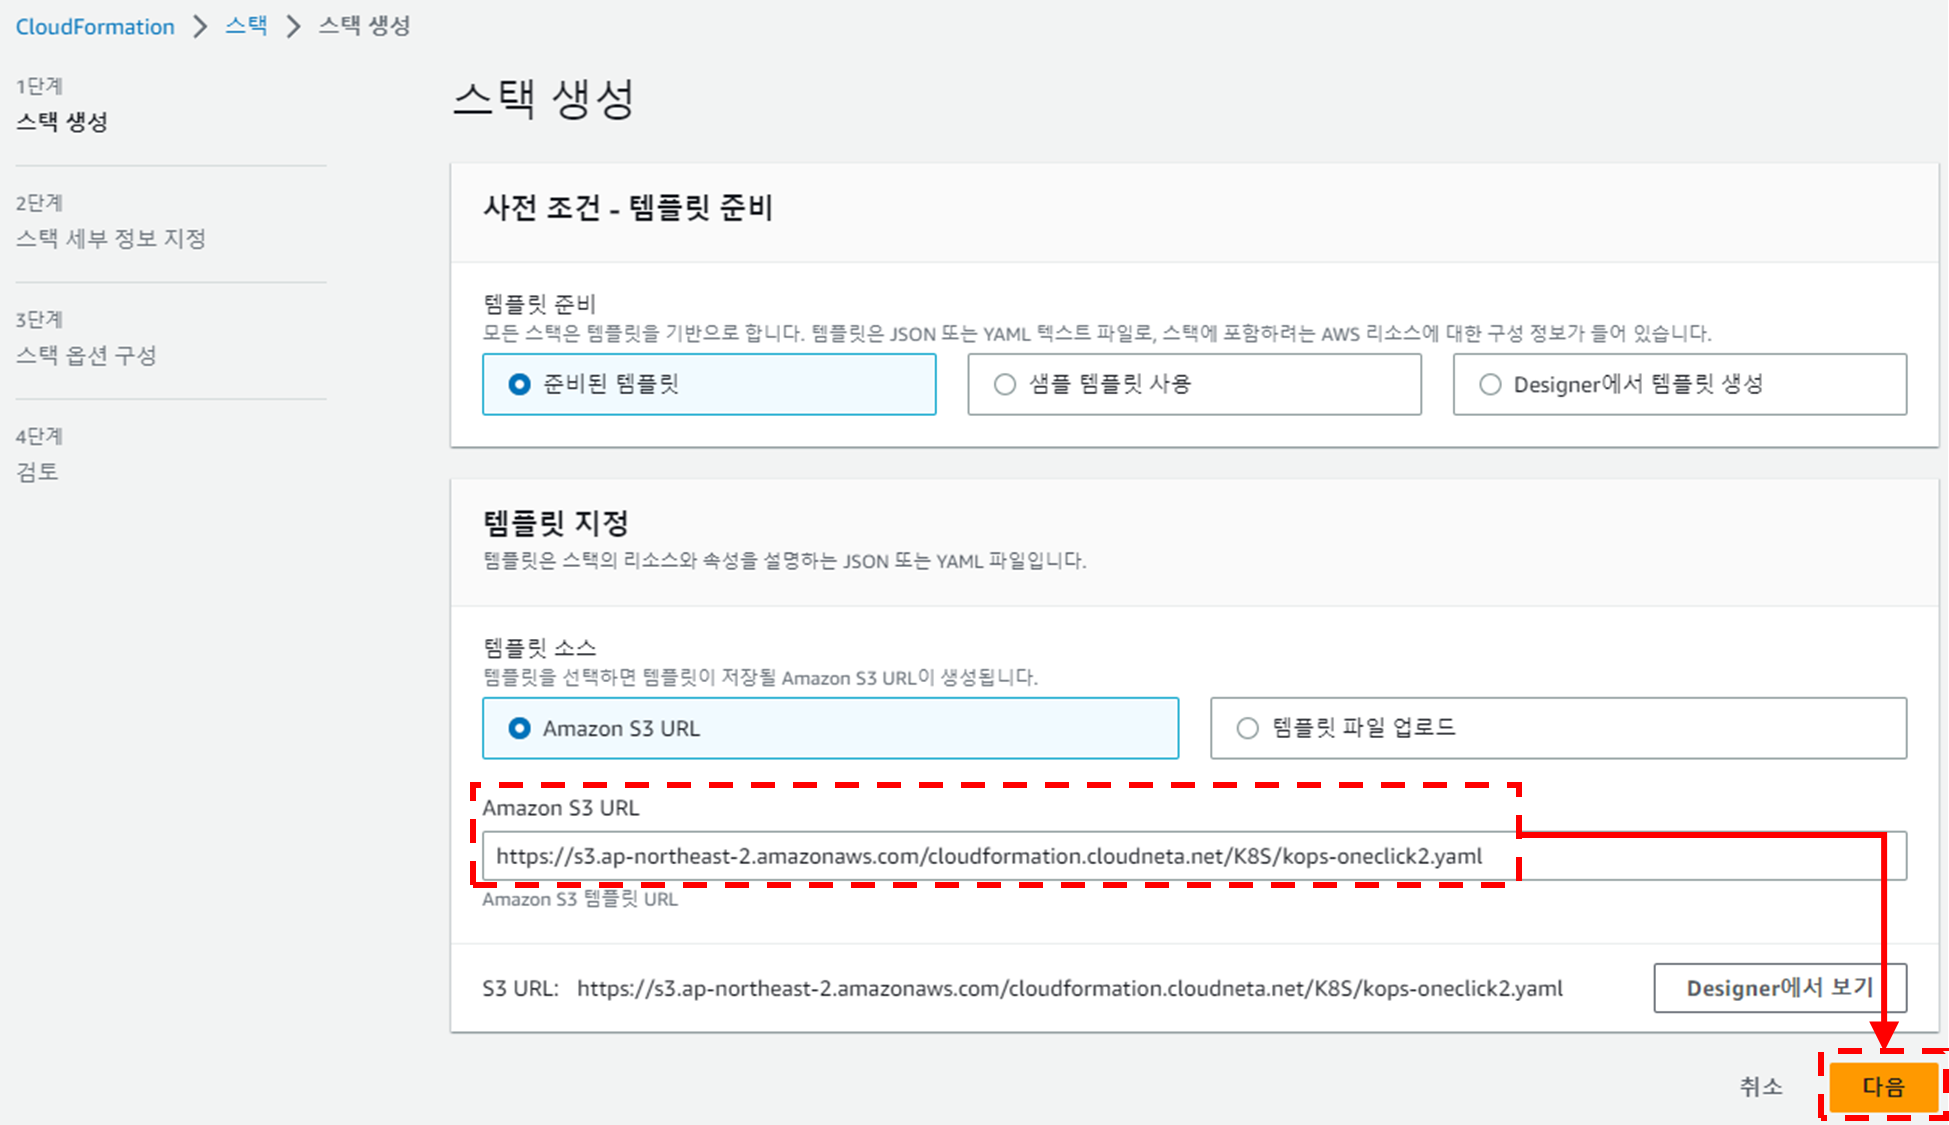 CloudFormation > 스택 > 스택 생성
1단계
스택 생성
2단계
스택 세부 정보 지정
3단계
스택 옵션 구성
4단계
검토
스택 생성
사전 조건 - 템플릿 준비
템플릿 준비
모든 스택은 템플릿을 기반으로 합니다. 템플릿은 JSON 또는 YAML 텍스트 파일로, 스택에 포함하려는 AWS 리소스에 대한 구성 정보가 들어 있습니다.
준비된 템플릿 샘플 템플릿 사용 Designer에서 템플릿 생성
템플릿 지정
템플릿은 스택의 리소스와 속성을 설명하는 JSON 또는 YAML 파일입니다.
템플릿 소스
템플릿을 선택하면 템플릿이 저장될 Amazon S3 URL이 생성됩니다.
Amazon S3 URL 템플릿 파일 업로드
Amazon S3 URL
https://s3.ap-northeast-2.amazonaws.com/cloudformation.cloudneta.net/K8S/kops-oneclick2.yaml
Amazon S3 템플릿 URL
S3 URL: https://s3.ap-northeast-2.amazonaws.com/cloudformation.cloudneta.net/K8S/kops-oneclick2.yaml Designer에서 보기
취소 다음